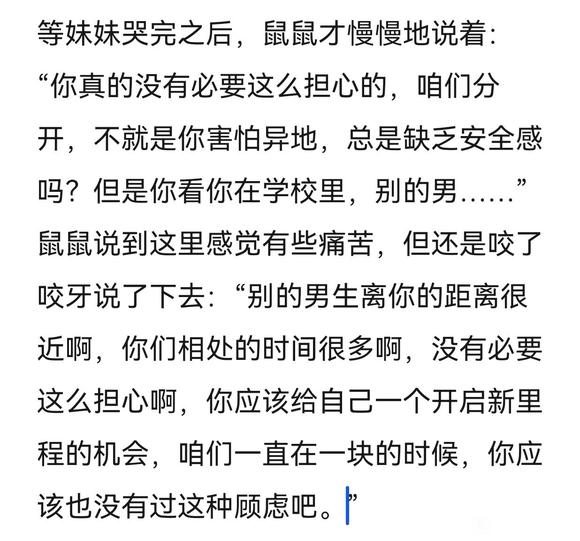 等妹妹哭完之后，鼠鼠才慢慢地说着：
“你真的没有必要这么担心的，咱们分
开，不就是你害怕异地，总是缺乏安全感
吗？但是你看你在学校里，别的男……”
鼠鼠说到这里感觉有些痛苦，但还是咬了
咬牙说了下去：“别的男生离你的距离很
近啊，你们相处的时间很多啊，没有必要
这么担心啊，你应该给自己一个开启新里
程的机会，咱们一直在一块的时候，你应
该也没有过这种顾虑吧。”